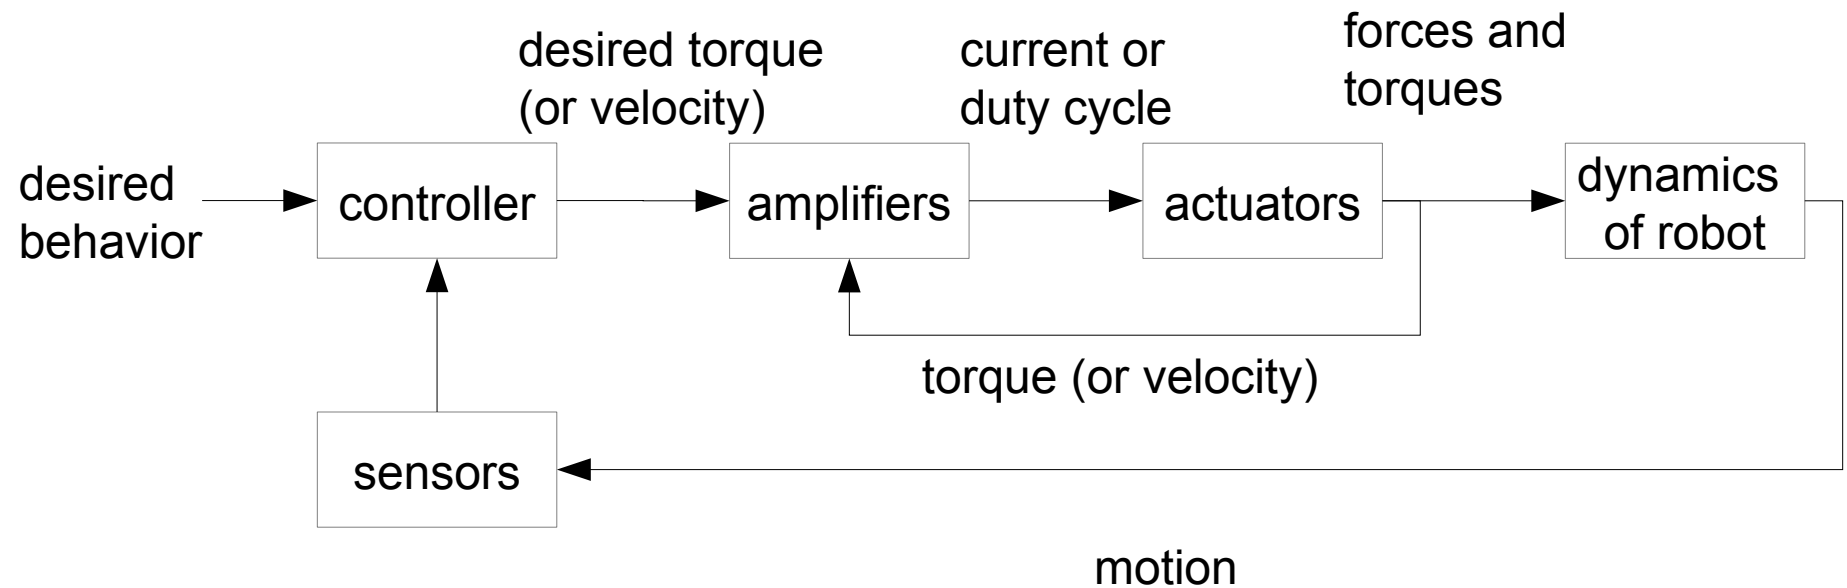 desired torque
(or velocity)
current or
duty cycle
forces and
torques
desired
behavior
controller
amplifiers
actuators
dynamics
of robot
torque (or velocity)
sensors
motion